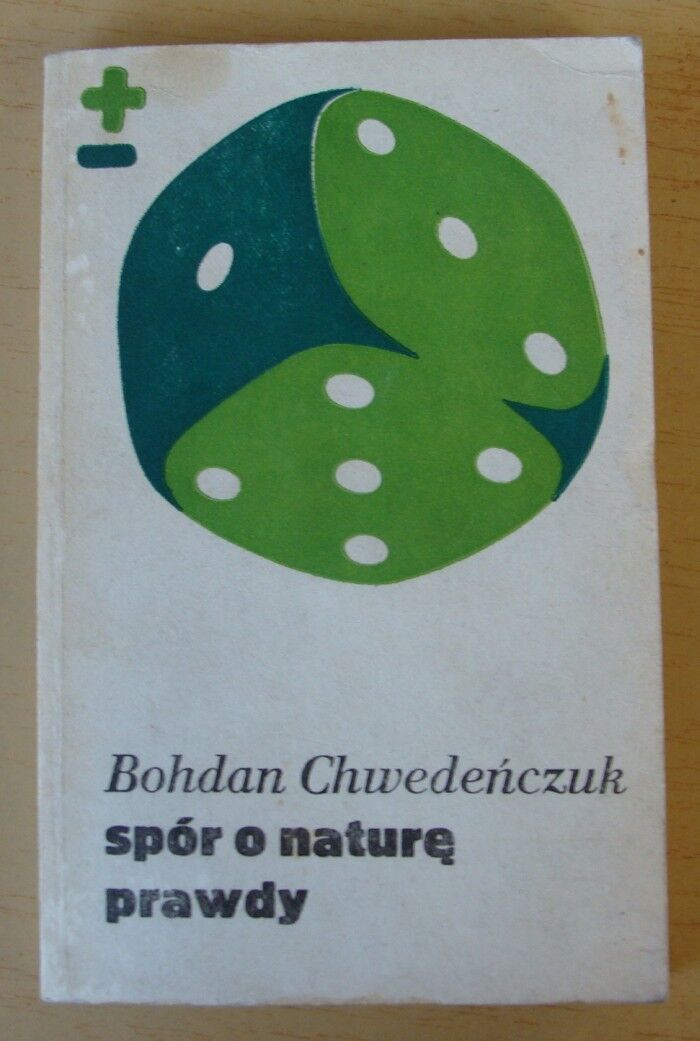 ±
Bohdan Chwedeńczuk
spór o naturę
prawdy